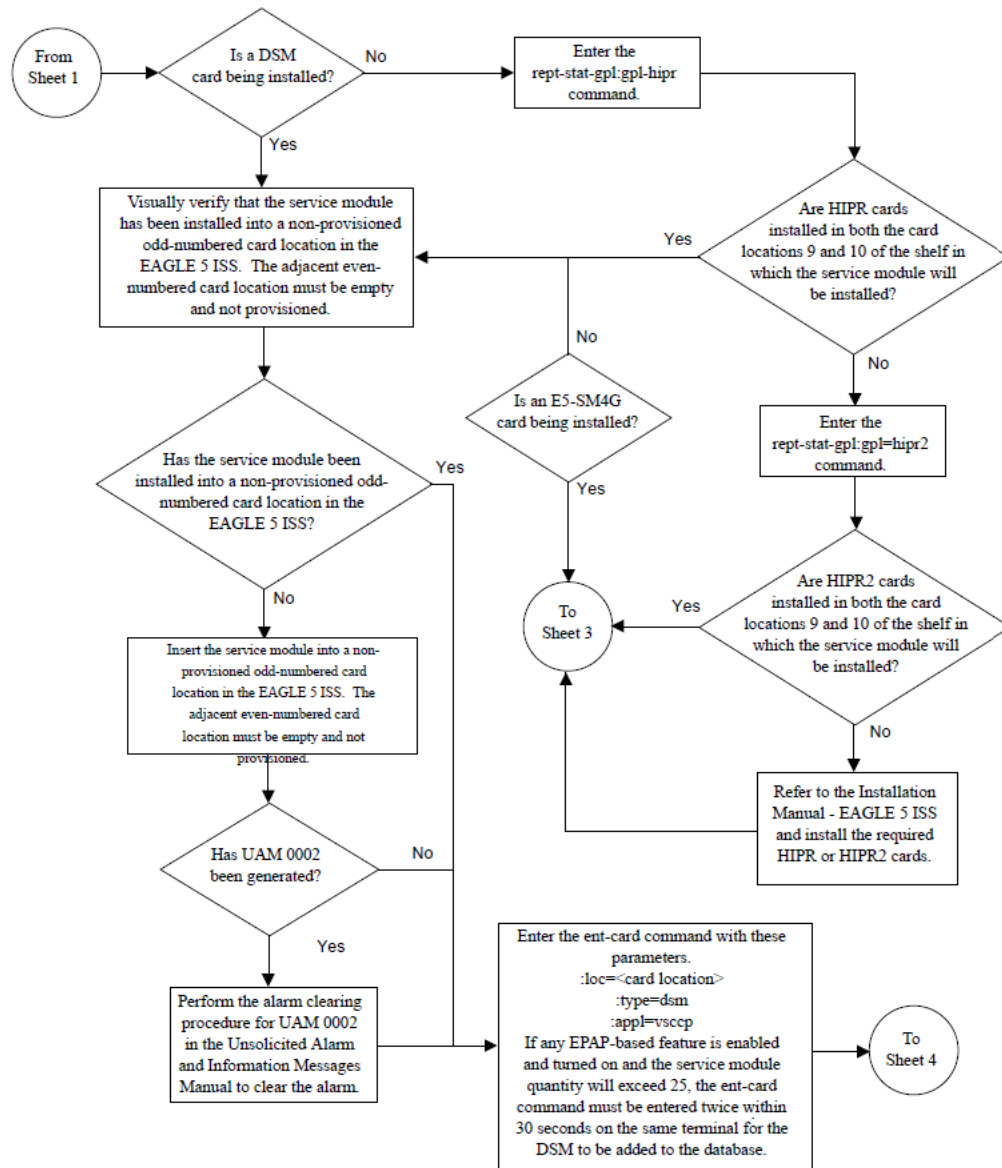 From
Sheet 1
Is a DSM
card being installed?
No
Enter the
rept-stat-gpl:gpl-hipr
command.
Yes
Visually verify that the service module
has been installed into a non-provisioned
odd-numbered card location in the
EAGLE 5 ISS. The adjacent even-
numbered card location must be empty
and not provisioned.
Yes
Are HIPR cards
installed in both the card
locations 9 and 10 of the shelf in
which the service module will
be installed?
No
No
Is an E5-SM4G
card being installed?
Yes
Enter the
rept-stat-gpl:gpl=hipr2
command.
Has the service module been
installed into a non-provisioned odd-
numbered card location in the
EAGLE 5 ISS?
Yes
No
To
Sheet 3
Yes
Are HIPR2 cards
installed in both the card
locations 9 and 10 of the shelf in
which the service module will
be installed?
No
Insert the service module into a non-
provisioned odd-numbered card
location in the EAGLE 5 ISS. The
adjacent even-numbered card
location must be empty and not
provisioned.
Refer to the Installation
Manual - EAGLE 5 ISS
and install the required
HIPR or HIPR2 cards.
Has UAM 0002
been generated?
No
Yes
Perform the alarm clearing
procedure for UAM 0002
in the Unsolicited Alarm
and Information Messages
Manual to clear the alarm.
Enter the ent-card command with these
parameters.
:loc=<card location>
:type=dsm
:appl=vsccp
If any EPAP-based feature is enabled
and turned on and the service module
quantity will exceed 25, the ent-card
command must be entered twice within
30 seconds on the same terminal for the
DSM to be added to the database.
To
Sheet 4